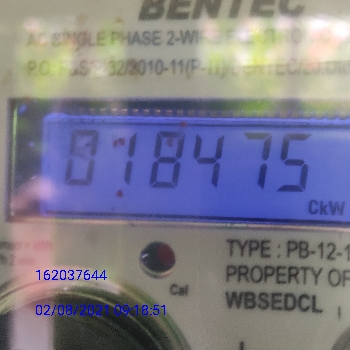 BENTEC
AC SINGLE PHASE 2-WIRE
018475
CkW
TYPE : PB-12-1
162037644
PROPERTY OF
Cal
WBSEDCL
02/08/2021 09:18:51